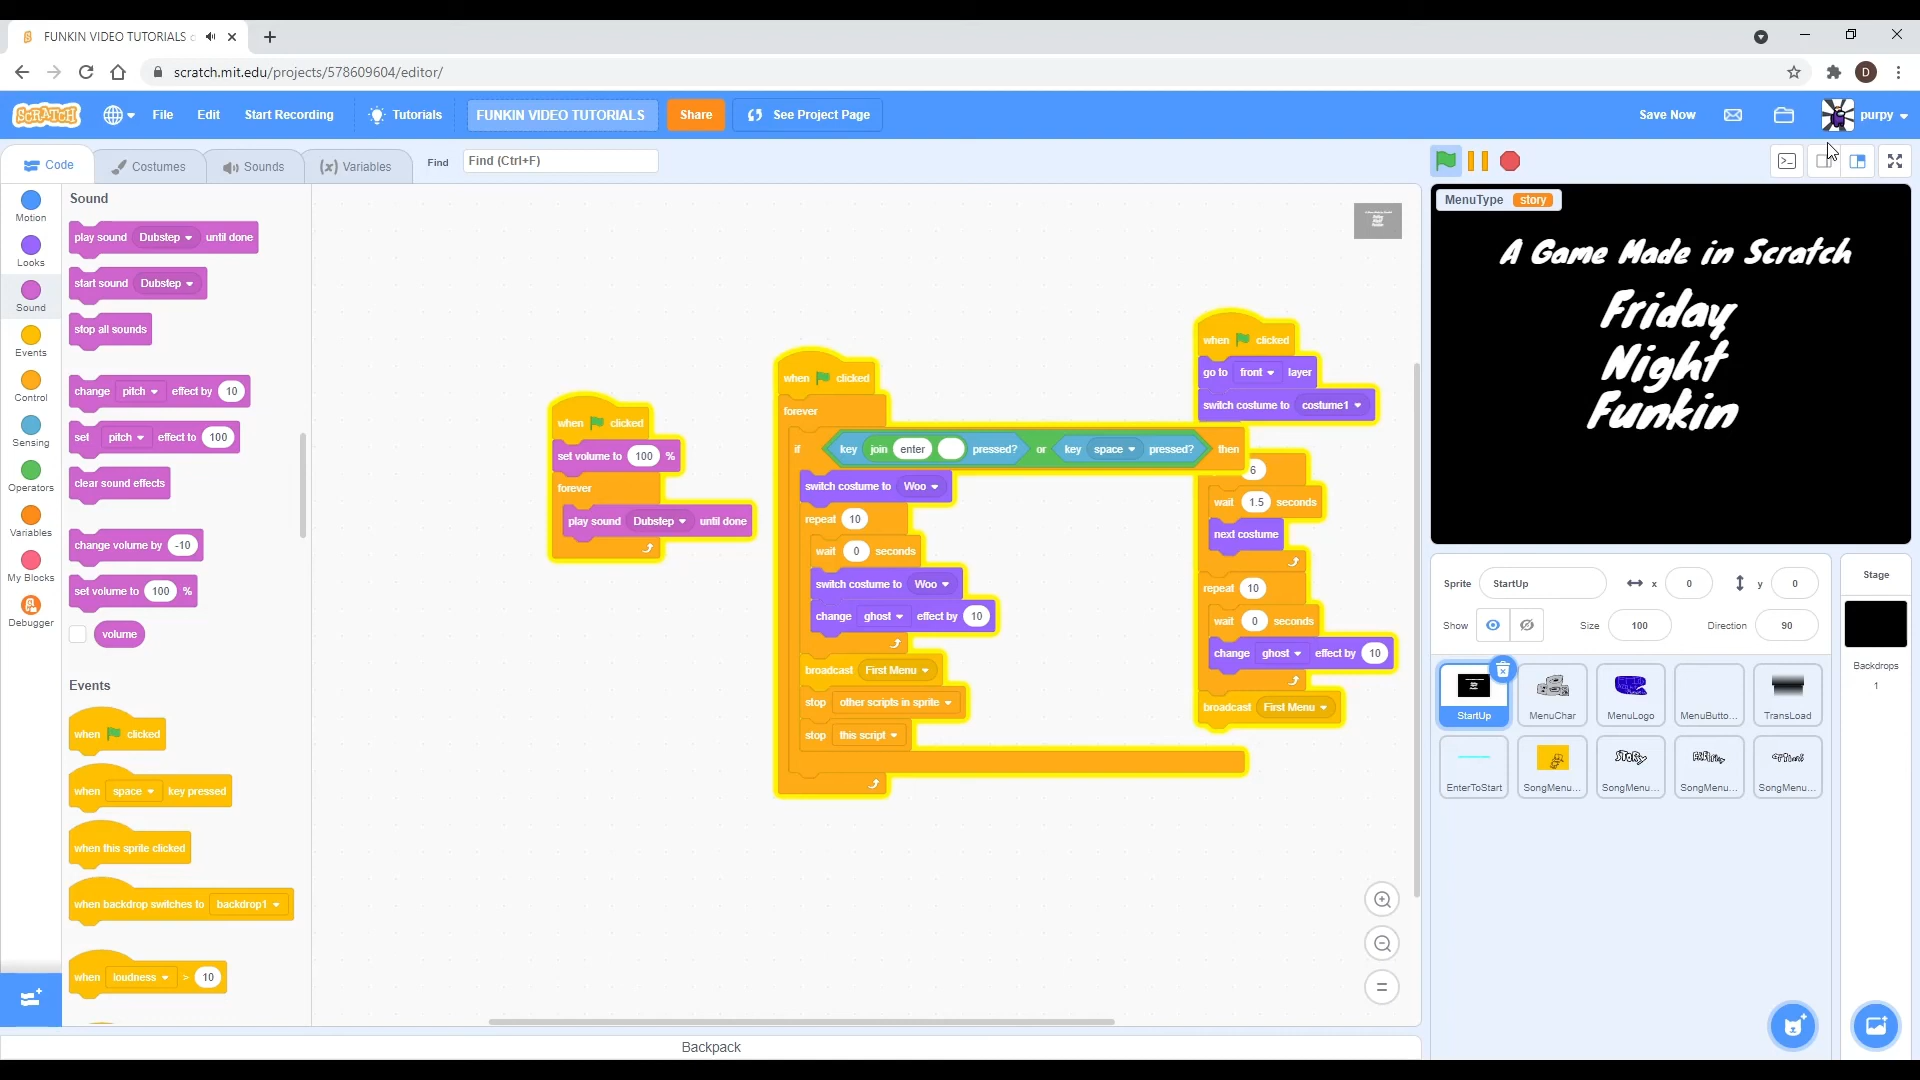 FUNKIN VIDEO TUTORIALS
scratch.mit.edu/projects/578609604/editor/
D
SCRATCH
File
Edit
Start Recording
Tutorials
FUNKIN VIDEO TUTORIALS
Share
See Project Page
Save Now
purpy
Code
Costumes
Sounds
(x) Variables
Find
Find (Ctrl+F)
Motion
Looks
Sound
Events
Control
Sensing
Operators
Variables
My Blocks
Debugger
Sound
play sound Dubstep until done
start sound Dubstep
stop all sounds
change pitch effect by 10
set pitch effect to 100
clear sound effects
change volume by -10
set volume to 100 %
volume
Events
when clicked
when space key pressed
when this sprite clicked
when backdrop switches to backdrop1
when loudness > 10
when clicked
set volume to 100 %
forever
play sound Dubstep until done
when clicked
forever
if key join enter pressed? or key space pressed? then
switch costume to Woo
repeat 10
wait 0 seconds
switch costume to Woo
change ghost effect by 10
broadcast First Menu
stop other scripts in sprite
stop this script
when clicked
go to front layer
switch costume to costume1
6
wait 1.5 seconds
next costume
repeat 10
wait 0 seconds
change ghost effect by 10
broadcast First Menu
MenuType story
A Game Made in Scratch
Friday
Night
Funkin
Sprite StartUp x 0 y 0
Show Size 100 Direction 90
Stage
Backdrops
1
StartUp
MenuChar
MenuLogo
MenuButto...
TransLoad
EnterToStart
SongMenu...
STORY
SongMenu...
SongMenu...
SongMenu...
Backpack